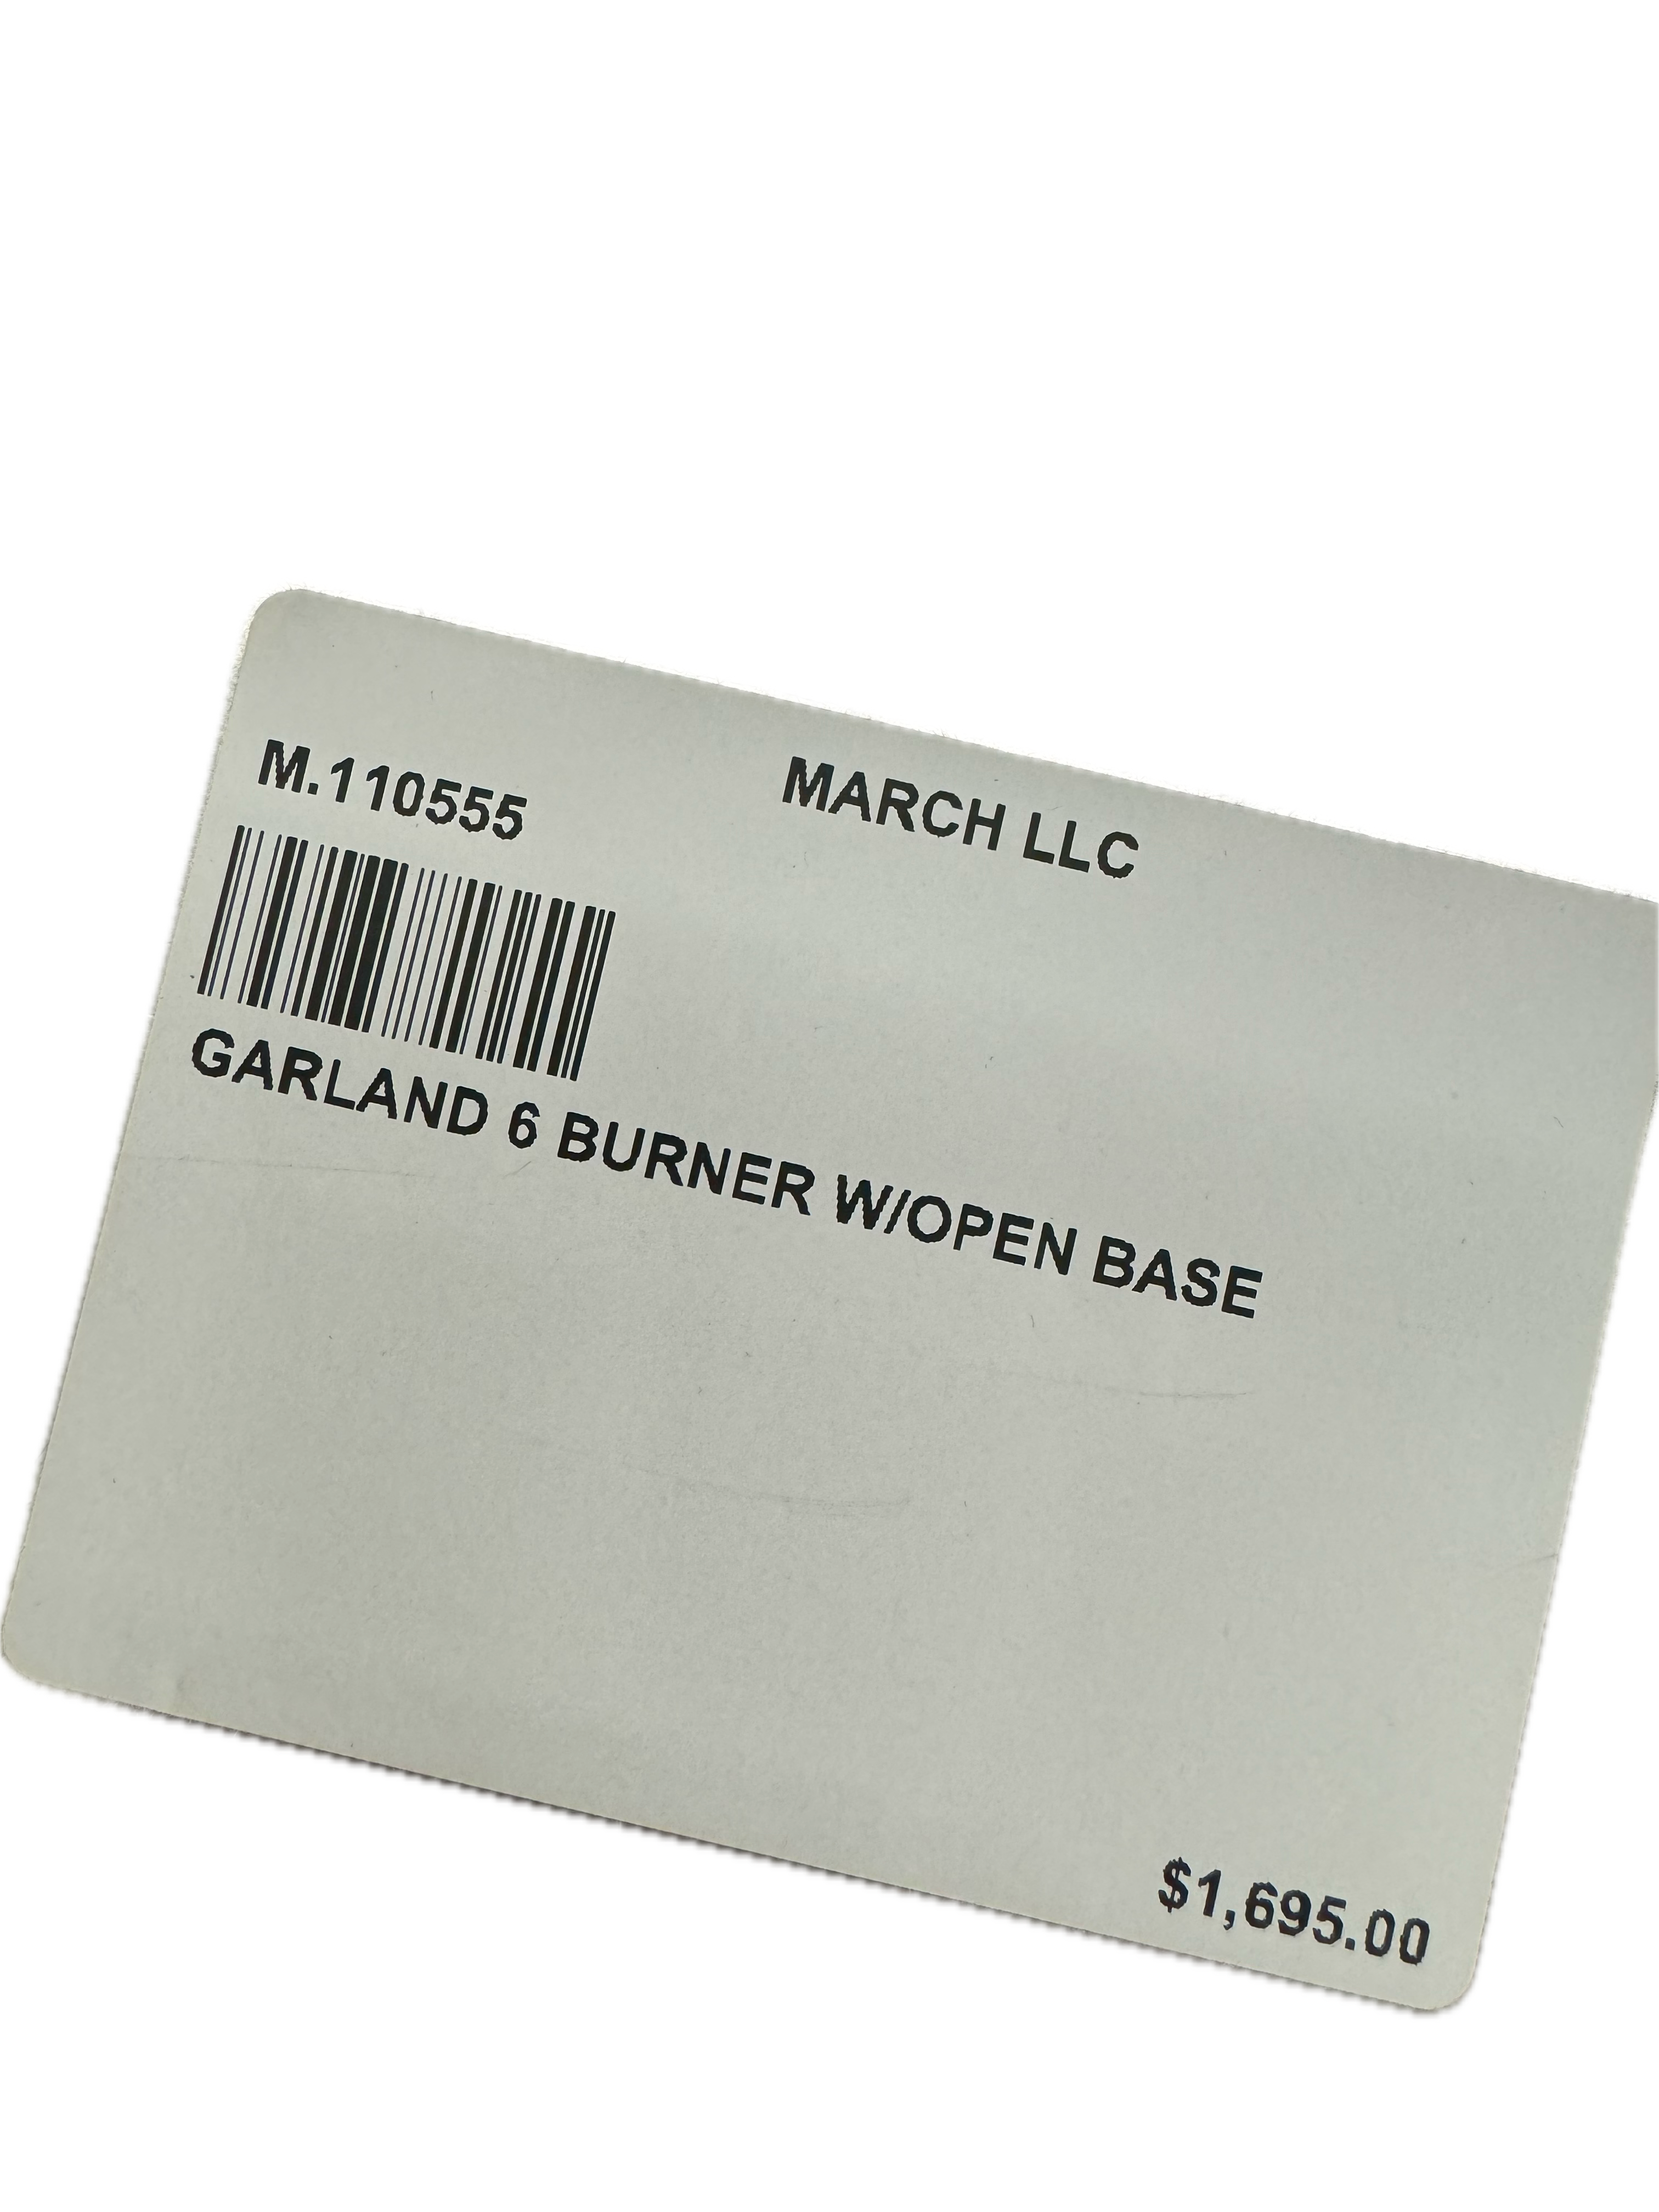 M.110555
MARCH LLC
GARLAND 6 BURNER W/OPEN BASE
$1,695.00